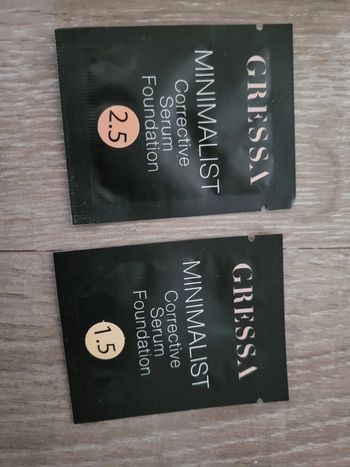 GRESSA
MINIMALIST
Corrective
Serum
Foundation
2.5
GRESSA
MINIMALIST
Corrective
Serum
Foundation
1.5